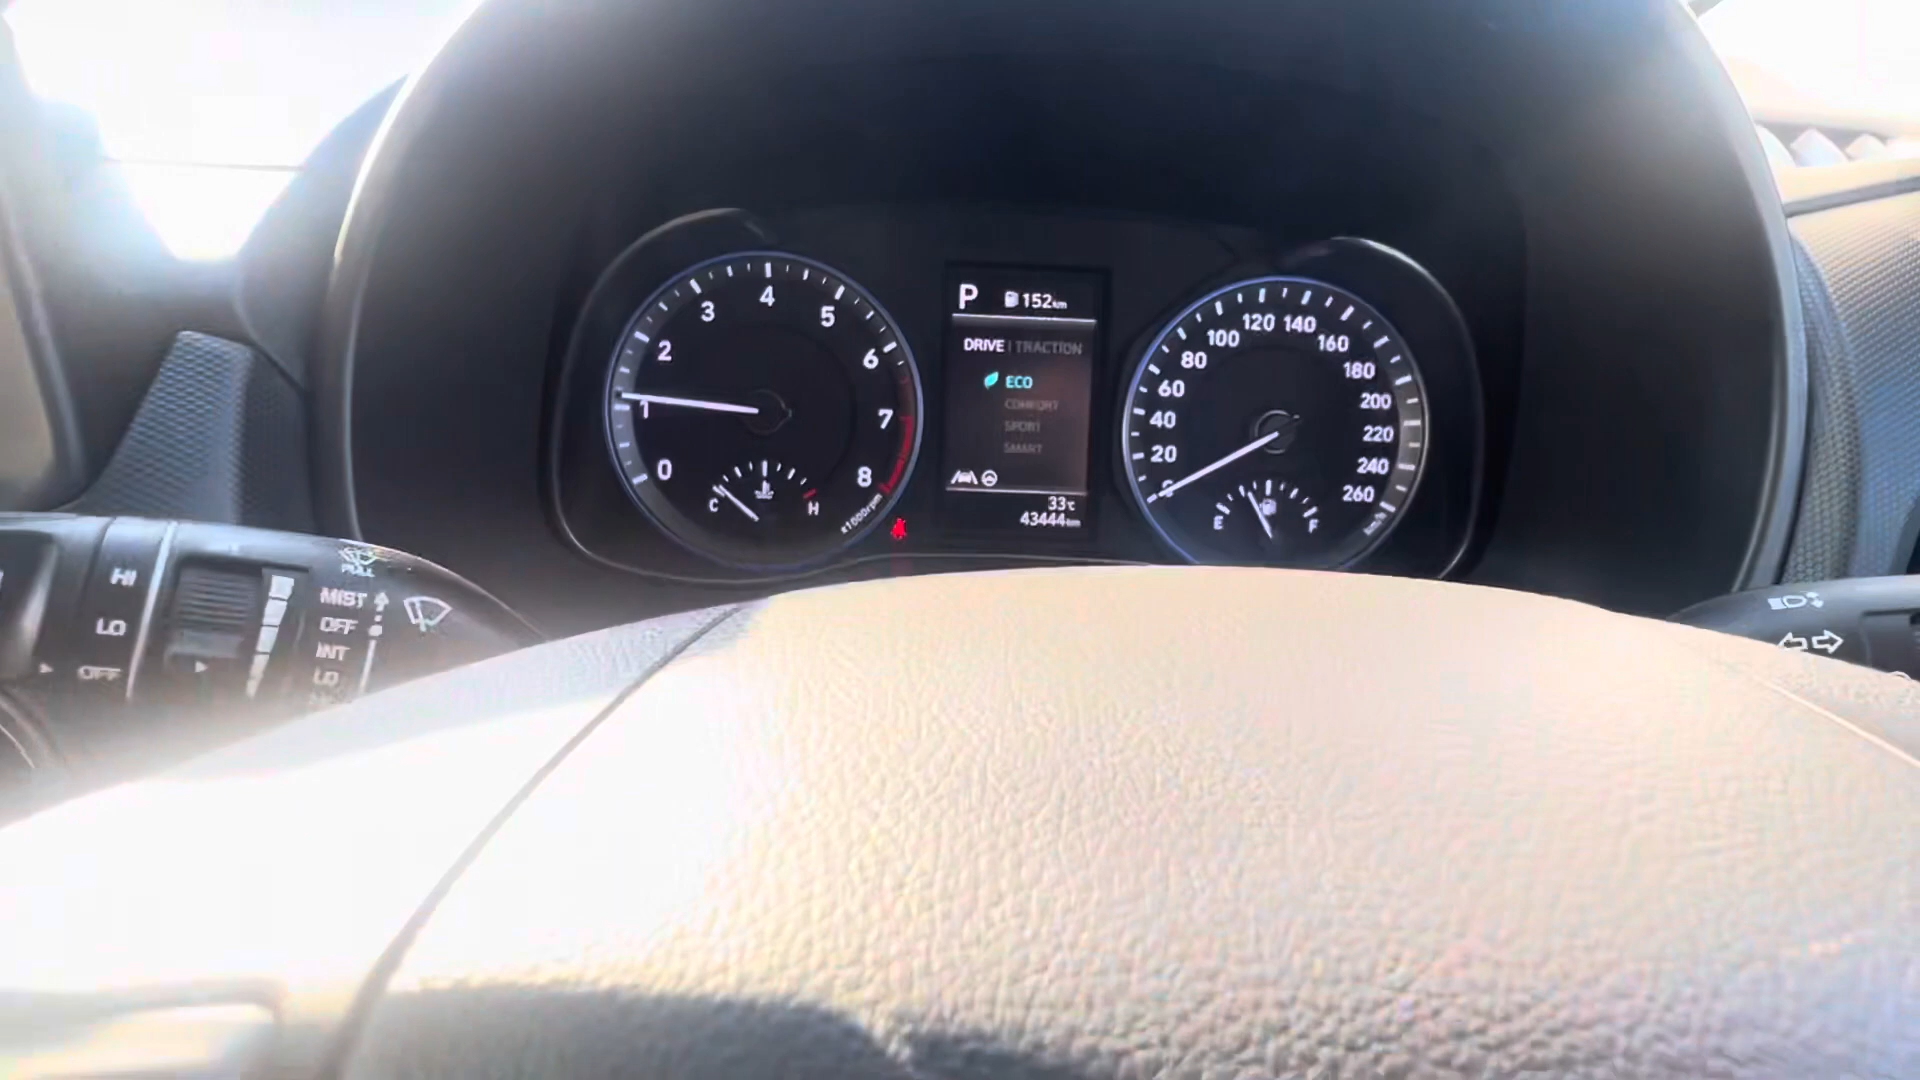 0
1
2
3
4
5
6
7
8
x1000rpm
C
H
P
152km
DRIVE | TRACTION
ECO
COMFORT
SPORT
SMART
33℃
43444km
0
20
40
60
80
100
120
140
160
180
200
220
240
260
km/h
E
F
HI
LO
OFF
PULL
MIST
OFF
INT
LO